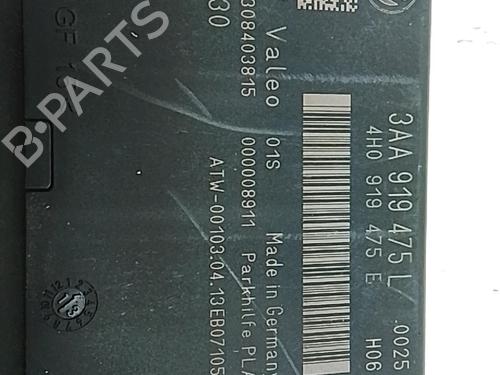 3AA 919 475 L
4H0 919 475 E
.0025
H06
Valeo 01S Made in Germany
308403815 000008911 Parkhilfe PLA
30 ATW-00103.04.13EB07105
GF
B-PARTS